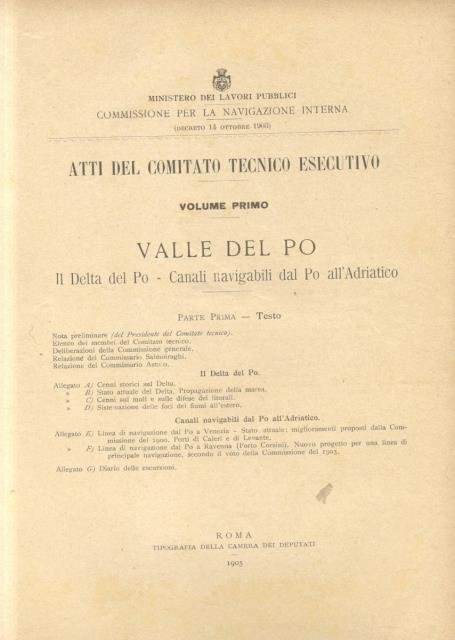 MINISTERO DEI LAVORI PUBBLICI
COMMISSIONE PER LA NAVIGAZIONE INTERNA
(DECRETO 14 OTTOBRE 1903)
ATTI DEL COMITATO TECNICO ESECUTIVO
VOLUME PRIMO
VALLE DEL PO
Il Delta del Po - Canali navigabili dal Po all'Adriatico
PARTE PRIMA — Testo
Nota preliminare (del Presidente del Comitato tecnico).
Elenco dei membri del Comitato tecnico.
Deliberazioni della Commissione generale.
Relazione del Commissario Salmoiraghi.
Relazione del Commissario Astico.
Il Delta del Po.
Allegato A) Cenni storici sul Delta.
» B) Stato attuale del Delta. Propagazione della marea.
» C) Cenni sui moli e sulle difese dei litorali.
» D) Sistemazione delle foci dei fiumi all'estero.
Canali navigabili dal Po all'Adriatico.
Allegato E) Linea di navigazione dal Po a Venezia - Stato attuale; miglioramenti proposti dalla Com-
missione del 1900. Porti di Caleri e di Levante.
» F) Linea di navigazione dal Po a Ravenna (Porto Corsini). Nuovo progetto per una linea di
principale navigazione, secondo il voto della Commissione del 1903.
Allegato G) Diario delle escursioni.
ROMA
TIPOGRAFIA DELLA CAMERA DEI DEPUTATI
1905